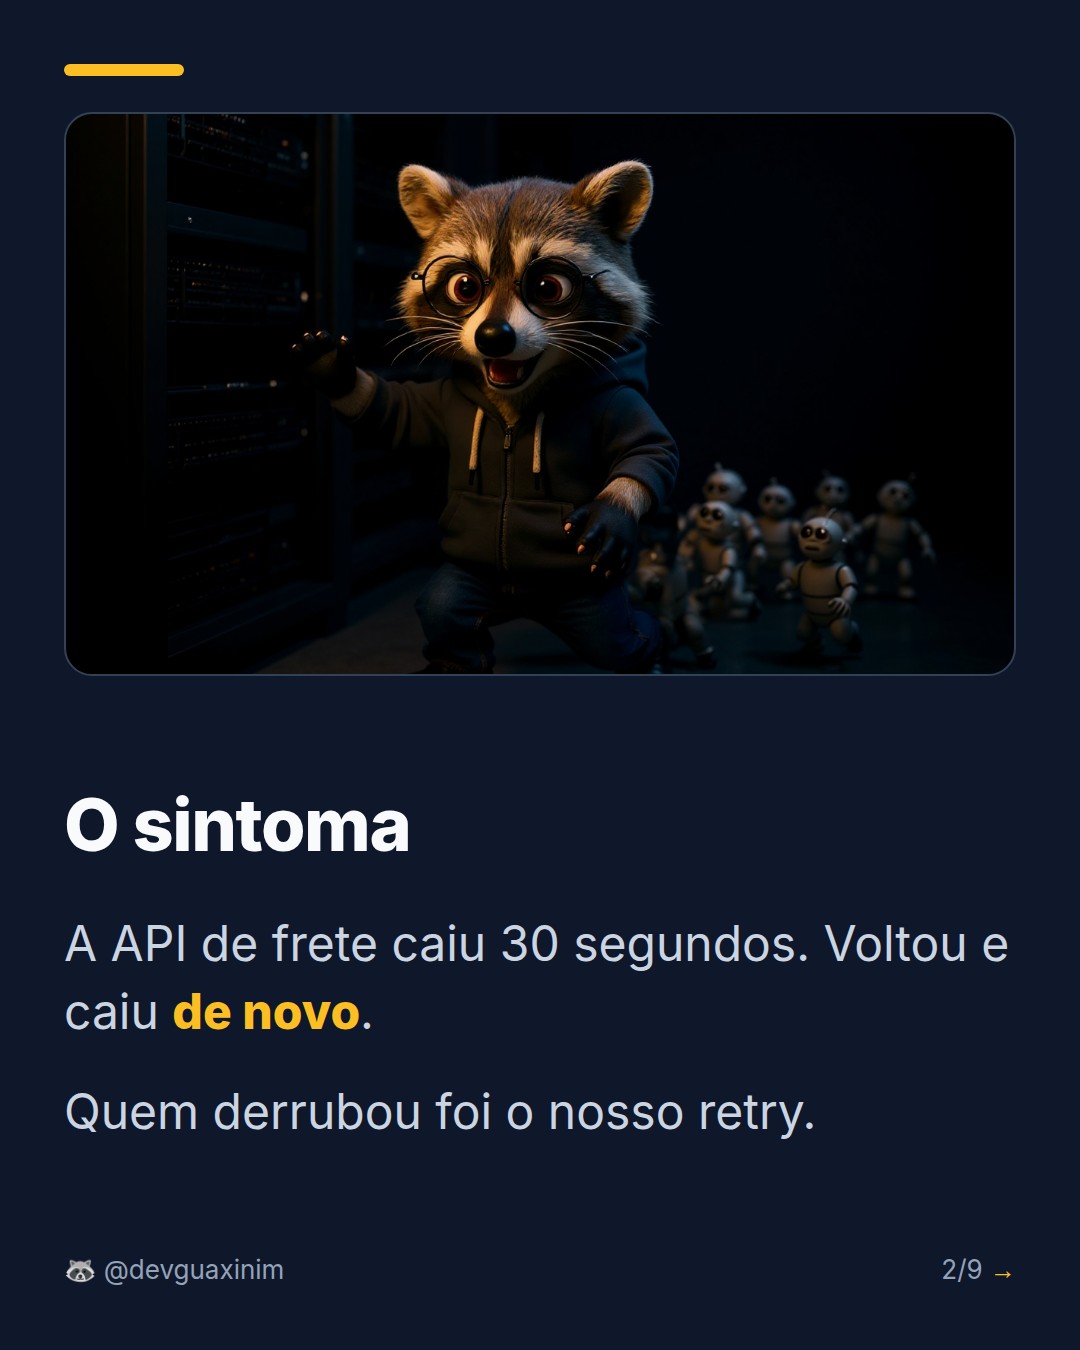 O sintoma
A API de frete caiu 30 segundos. Voltou e
caiu de novo.
Quem derrubou foi o nosso retry.
🦝 @devguaxinim
2/9 →